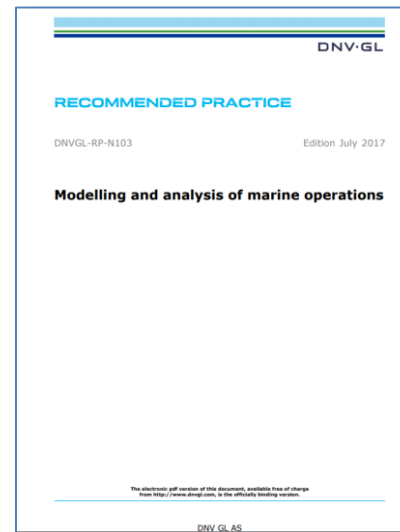 DNV·GL
RECOMMENDED PRACTICE
DNVGL-RP-N103 Edition July 2017
Modelling and analysis of marine operations
The electronic pdf version of this document, available free of charge
from http://www.dnvgl.com, is the officially binding version.
DNV GL AS